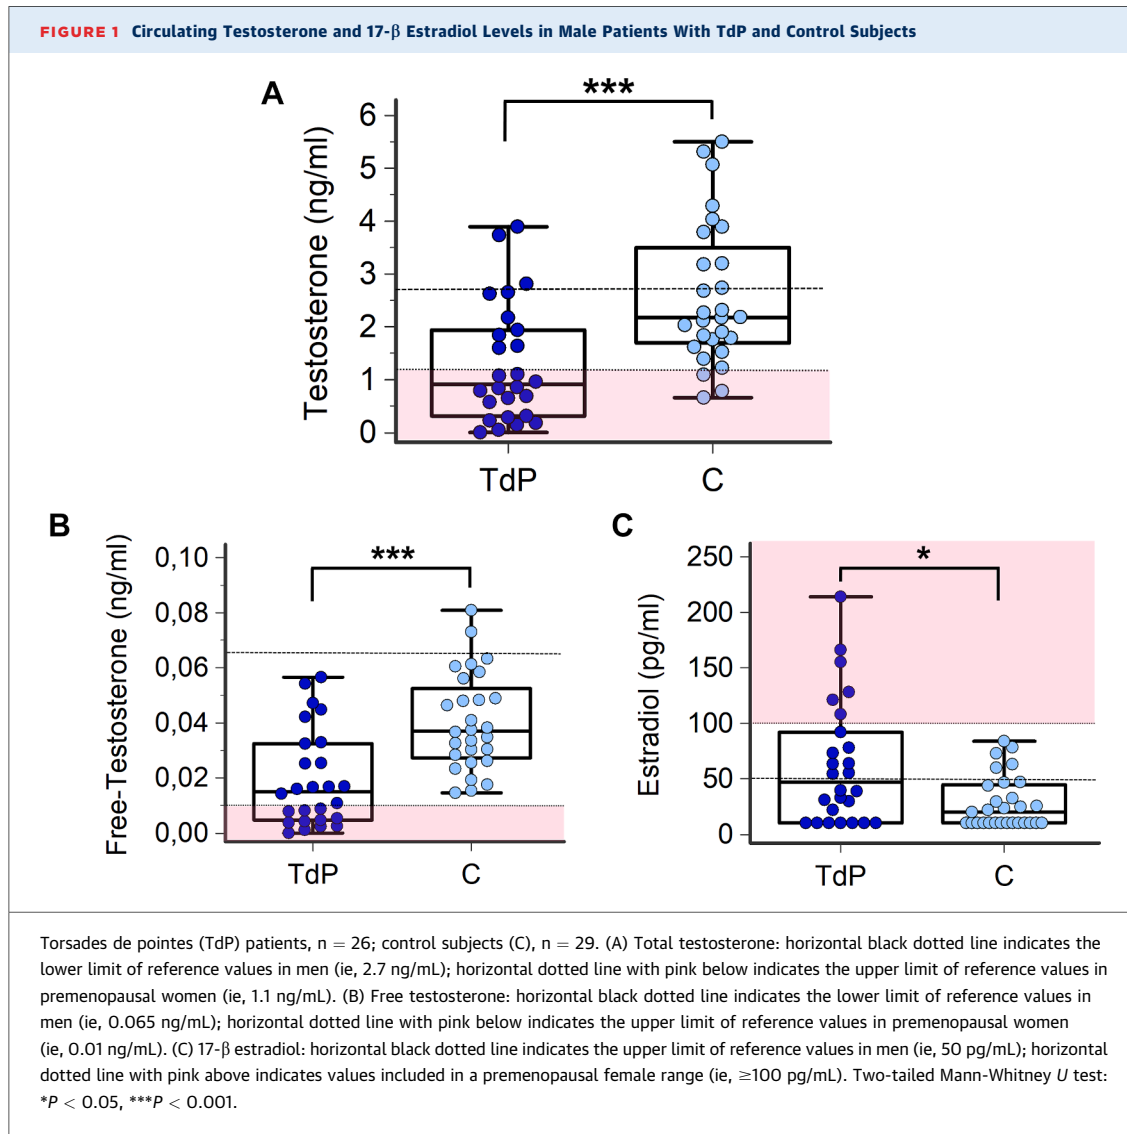 FIGURE 1 Circulating Testosterone and 17-β Estradiol Levels in Male Patients With TdP and Control Subjects
A
***
Testosterone (ng/ml)
6
5
4
3
2
1
0
TdP C
B
***
Free-Testosterone (ng/ml)
0,10
0,08
0,06
0,04
0,02
0,00
TdP C
C
*
Estradiol (pg/ml)
250
200
150
100
50
0
TdP C
Torsades de pointes (TdP) patients, n = 26; control subjects (C), n = 29. (A) Total testosterone: horizontal black dotted line indicates the
lower limit of reference values in men (ie, 2.7 ng/mL); horizontal dotted line with pink below indicates the upper limit of reference values in
premenopausal women (ie, 1.1 ng/mL). (B) Free testosterone: horizontal black dotted line indicates the lower limit of reference values in
men (ie, 0.065 ng/mL); horizontal dotted line with pink below indicates the upper limit of reference values in premenopausal women
(ie, 0.01 ng/mL). (C) 17-β estradiol: horizontal black dotted line indicates the upper limit of reference values in men (ie, 50 pg/mL); horizontal
dotted line with pink above indicates values included in a premenopausal female range (ie, ≥100 pg/mL). Two-tailed Mann-Whitney U test:
*P < 0.05, ***P < 0.001.